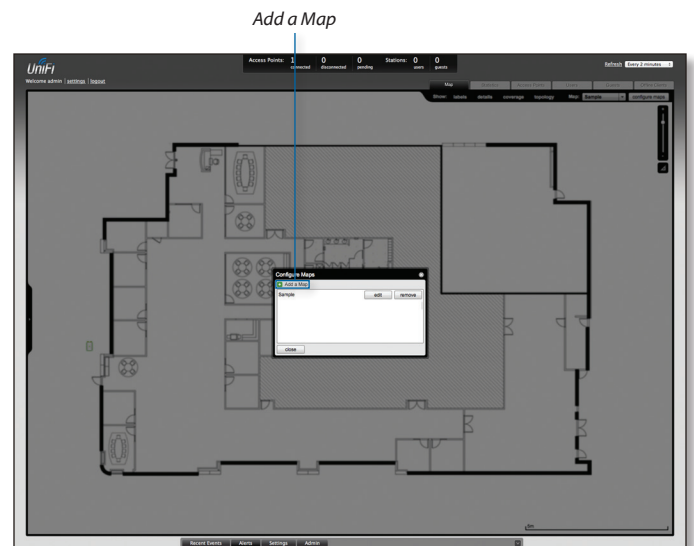 Add a Map
UniFi
Access Points: 1 connected 0 disconnected 0 pending Stations: 0 users 0 guests
Refresh Every 2 minutes
Welcome admin | settings | logout
Map
Show: labels details coverage topology Map: Sample configure maps
Configure Maps
Add a Map
Sample edit remove
close
Recent Events Alerts Settings Admin